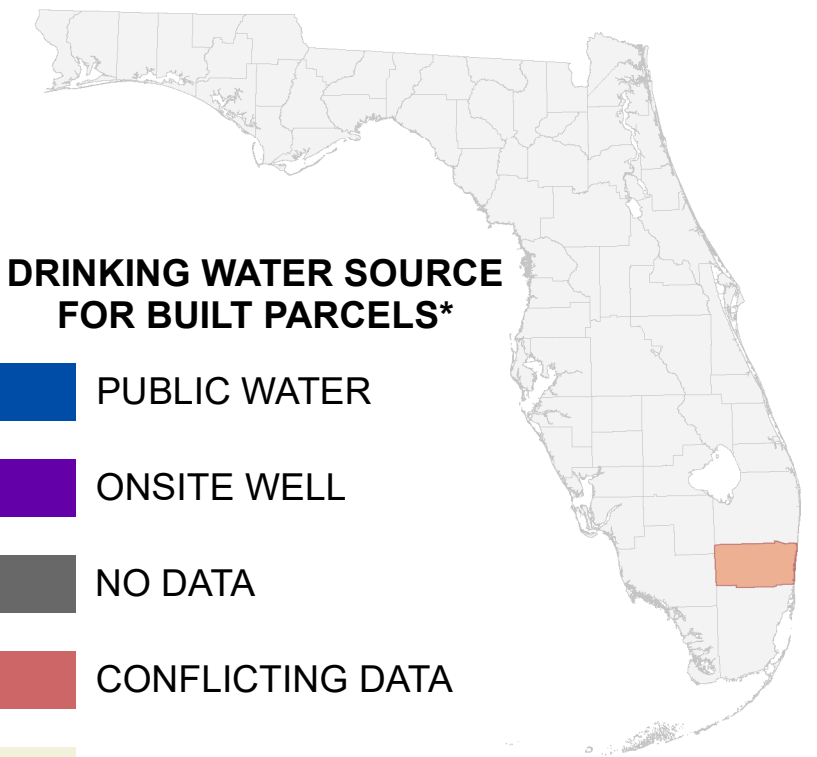 DRINKING WATER SOURCE
FOR BUILT PARCELS*
PUBLIC WATER
ONSITE WELL
NO DATA
CONFLICTING DATA